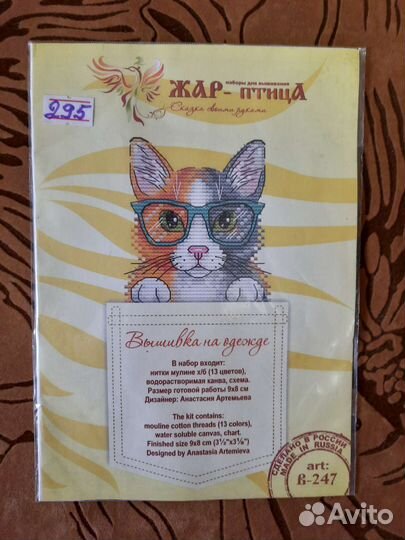 наборы для вышивания
ЖАР-ПТИЦА
Сказка своими руками
295
Вышивка на одежде
В набор входит:
нитки мулине х/б (13 цветов),
водорастворимая канва, схема.
Размер готовой работы 9х8 см
Дизайнер: Анастасия Артемьева
The kit contains:
mouline cotton threads (13 colors),
water soluble canvas, chart.
Finished size 9x8 cm (3½"x3⅛")
Designed by Anastasia Artemieva
СДЕЛАНО В РОССИИ
MADE IN RUSSIA
art:
В-247
Avito